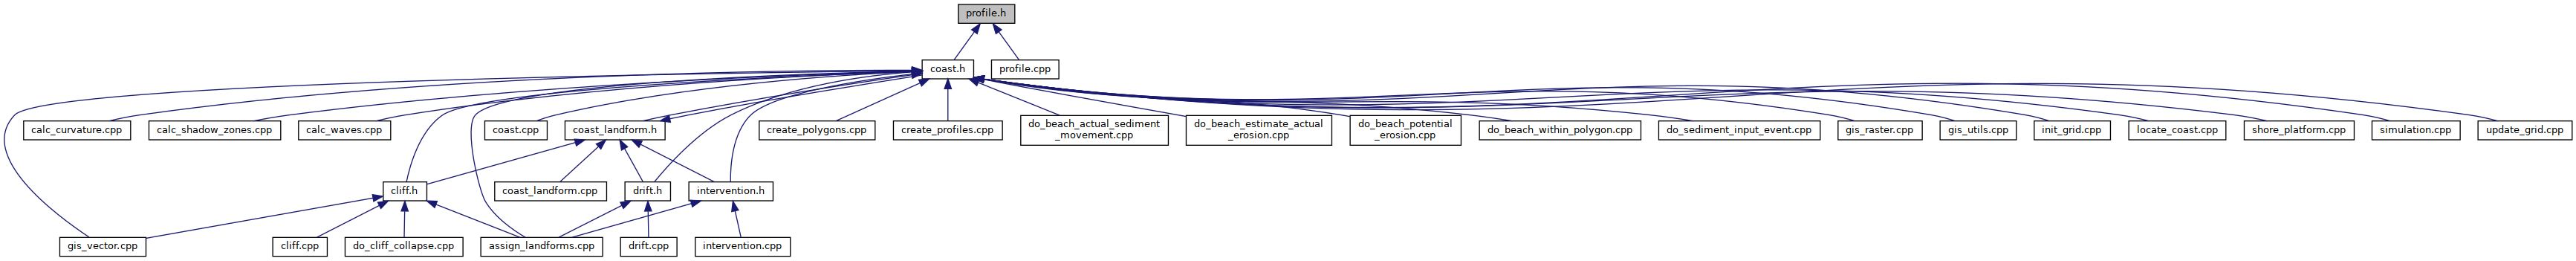 profile.h
coast.h
profile.cpp
calc_curvature.cpp
calc_shadow_zones.cpp
calc_waves.cpp
coast.cpp
coast_landform.h
create_polygons.cpp
create_profiles.cpp
do_beach_actual_sediment
_movement.cpp
do_beach_estimate_actual
_erosion.cpp
do_beach_potential
_erosion.cpp
do_beach_within_polygon.cpp
do_sediment_input_event.cpp
gis_raster.cpp
gis_utils.cpp
init_grid.cpp
locate_coast.cpp
shore_platform.cpp
simulation.cpp
update_grid.cpp
cliff.h
coast_landform.cpp
drift.h
intervention.h
gis_vector.cpp
cliff.cpp
do_cliff_collapse.cpp
assign_landforms.cpp
drift.cpp
intervention.cpp